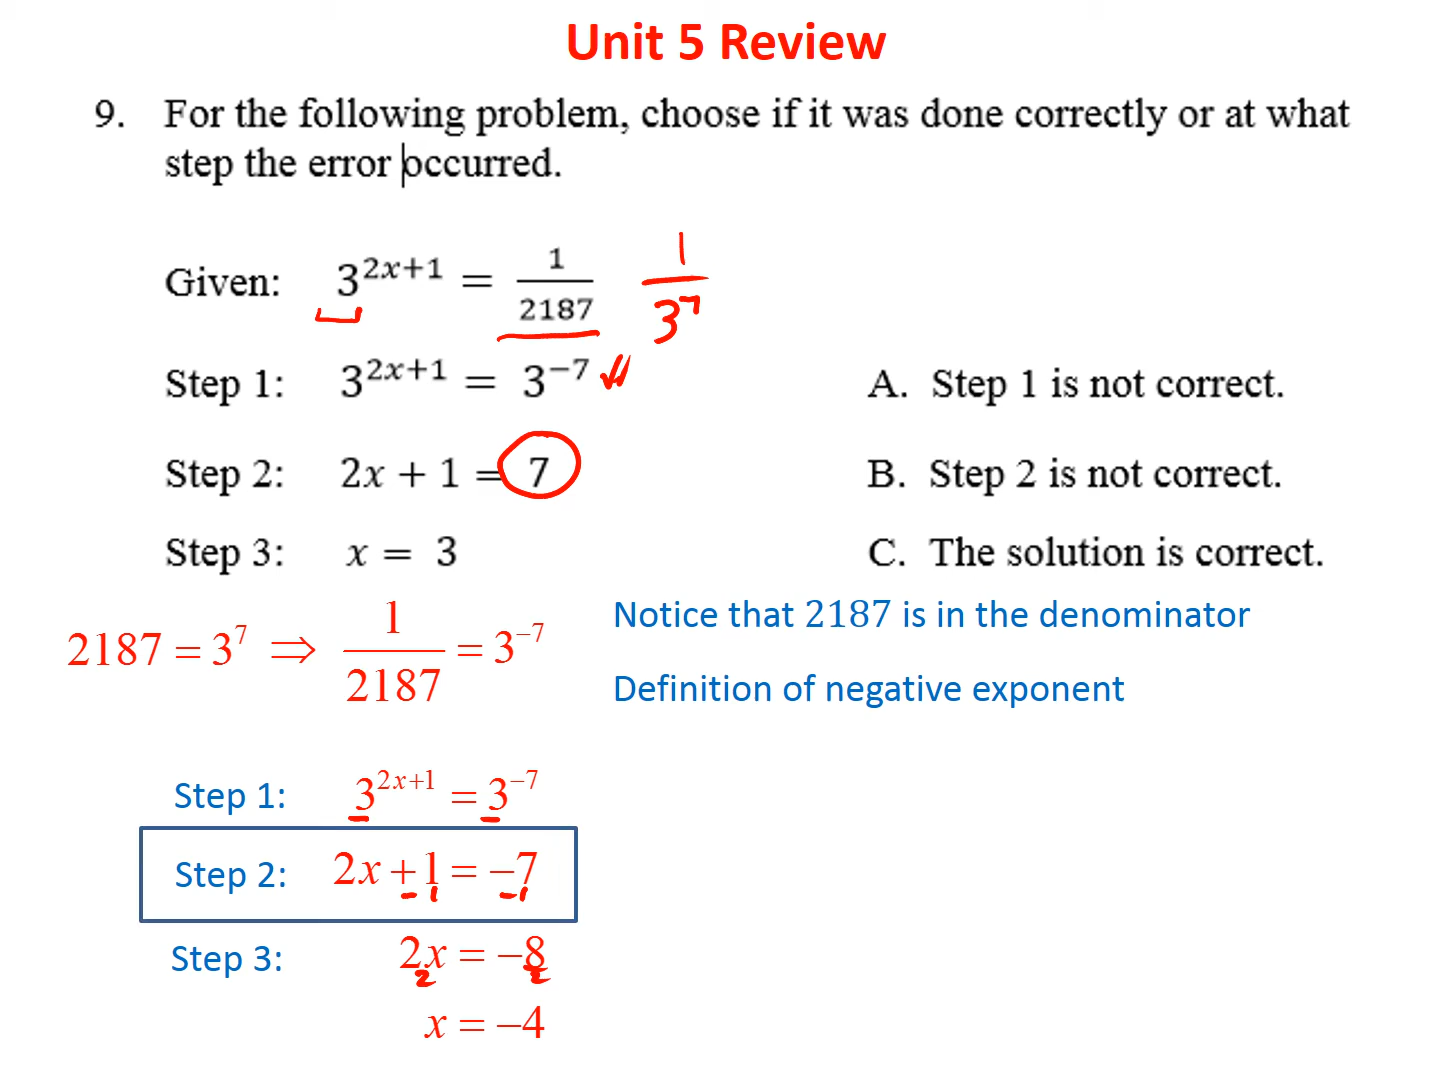 Unit 5 Review
9. For the following problem, choose if it was done correctly or at what
step the error occurred.
Given: 3^{2x+1} = \frac{1}{2187} \frac{1}{3^7}
Step 1: 3^{2x+1} = 3^{−7} A. Step 1 is not correct.
Step 2: 2x + 1 = 7 B. Step 2 is not correct.
Step 3: x = 3 C. The solution is correct.
2187 = 3^7 ⇒ \frac{1}{2187} = 3^{−7} Notice that 2187 is in the denominator
Definition of negative exponent
Step 1: 3^{2x+1} = 3^{−7}
Step 2: 2x + 1 = −7
−1 −1
Step 3: 2x = −8
2 2
x = −4